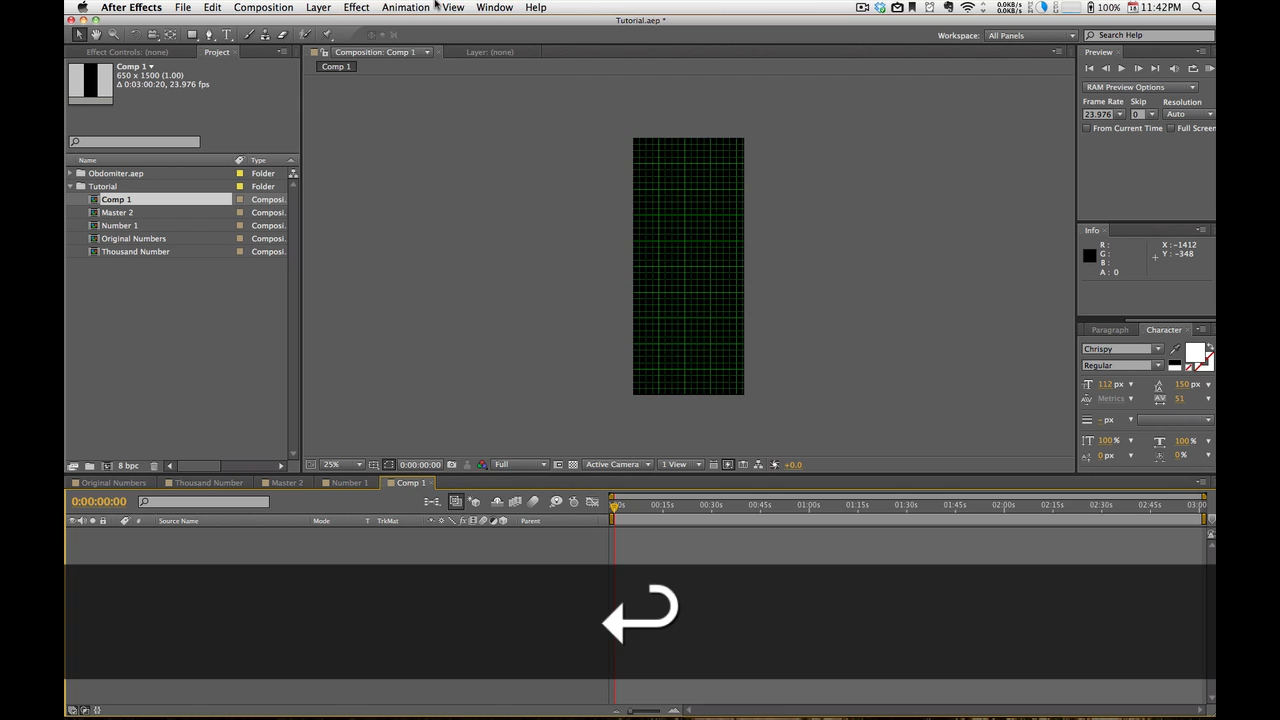 After Effects File Edit Composition Layer Effect Animation View Window Help 0.0KB/s 0.0KB/s 100% 11:42PM
Tutorial.aep *
Workspace: All Panels Search Help
Effect Controls: (none) Project Composition: Comp 1 Layer: (none) Preview
Comp 1
650 x 1500 (1.00)
Δ 0:03:00:20, 23.976 fps
Comp 1
RAM Preview Options
Frame Rate Skip Resolution
23.976 0 Auto
From Current Time Full Screen
Name Type
Obdomiter.aep Folder
Tutorial Folder
Comp 1 Composi.
Master 2 Composi.
Number 1 Composi.
Original Numbers Composi.
Thousand Number Composi.
Info
R :
G :
B :
A : 0
X : -1412
Y : -348
Paragraph Character
Chrispy
Regular
112 px 150 px
Metrics 51
- px
100% 100%
0 px 0 %
8 bpc
25% 0:00:00:00 Full Active Camera 1 View +0.0
Original Numbers Thousand Number Master 2 Number 1 Comp 1
0:00:00:00
# Source Name Mode T TrkMat Parent
00:15s 00:30s 00:45s 01:00s 01:15s 01:30s 01:45s 02:00s 02:15s 02:30s 02:45s 03:00